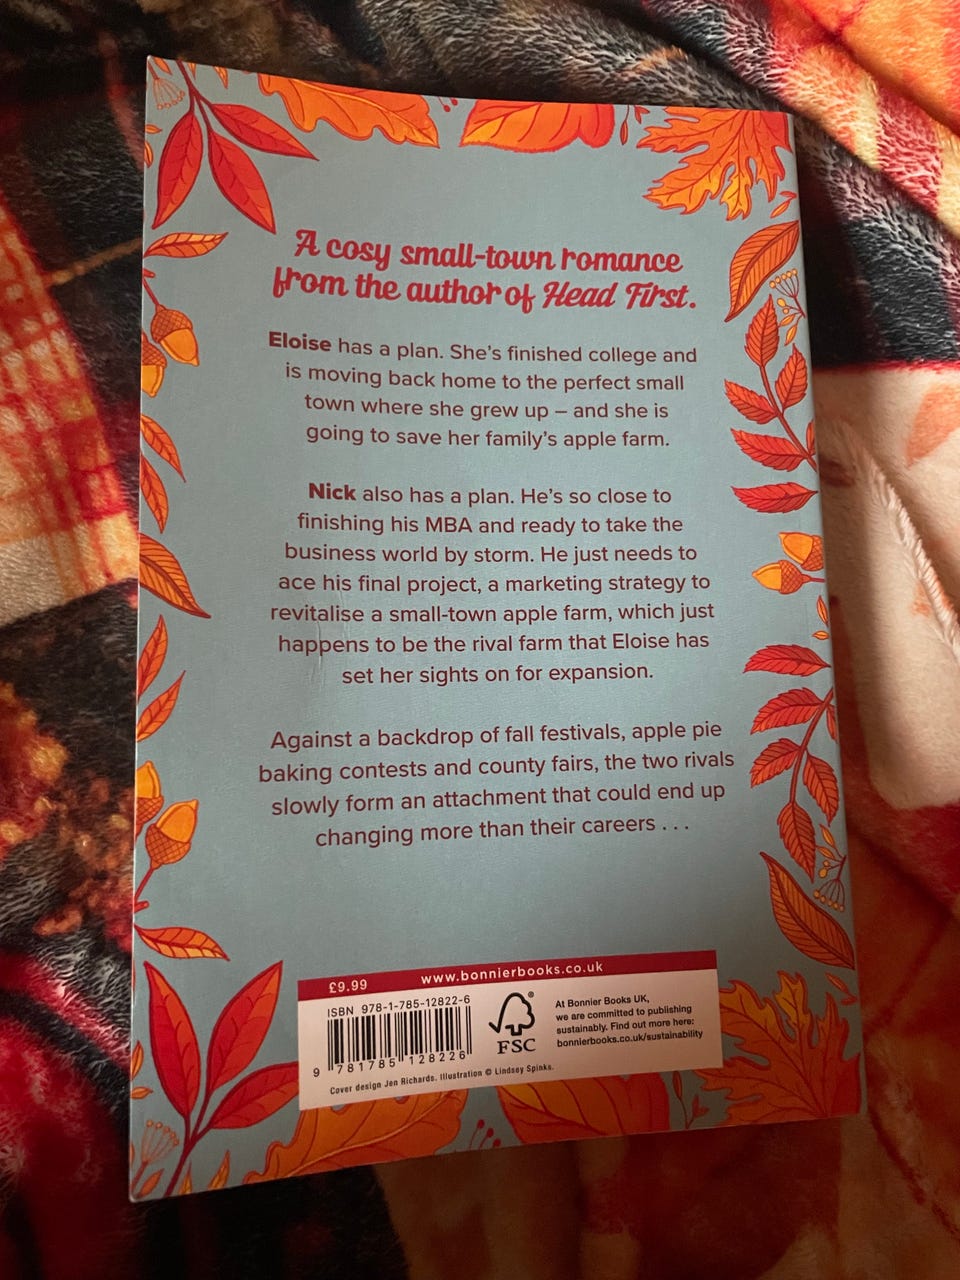 A cosy small-town romance
from the author of Head First.
Eloise has a plan. She's finished college and
is moving back home to the perfect small
town where she grew up – and she is
going to save her family's apple farm.
Nick also has a plan. He's so close to
finishing his MBA and ready to take the
business world by storm. He just needs to
ace his final project, a marketing strategy to
revitalise a small-town apple farm, which just
happens to be the rival farm that Eloise has
set her sights on for expansion.
Against a backdrop of fall festivals, apple pie
baking contests and county fairs, the two rivals
slowly form an attachment that could end up
changing more than their careers . . .
£9.99 www.bonnierbooks.co.uk
ISBN 978-1-785-12822-6
9 781785 128226
FSC
®
At Bonnier Books UK,
we are committed to publishing
sustainably. Find out more here:
bonnierbooks.co.uk/sustainability
Cover design Jen Richards. Illustration © Lindsey Spinks.